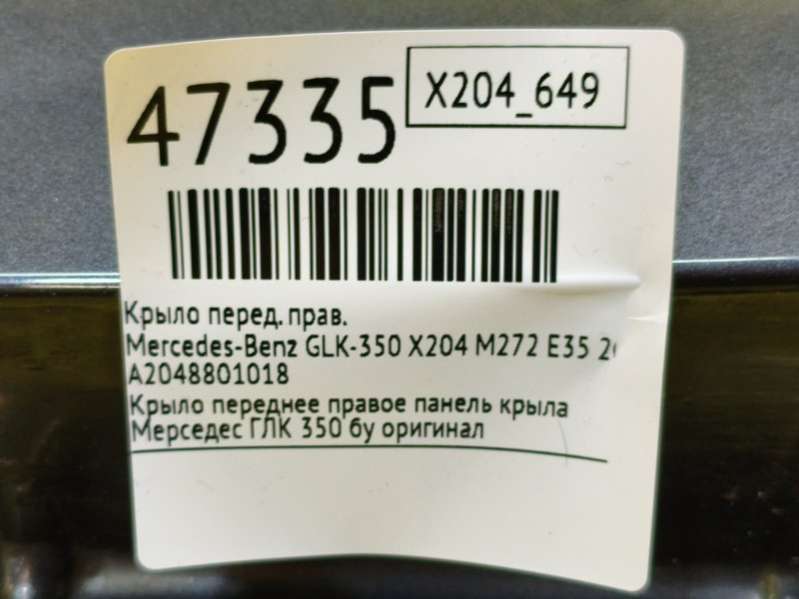 47335
X204_649
Крыло перед. прав.
Mercedes-Benz GLK-350 X204 M272 E35
A2048801018
Крыло переднее правое панель крыла
Мерседес ГЛК 350 бу оригинал